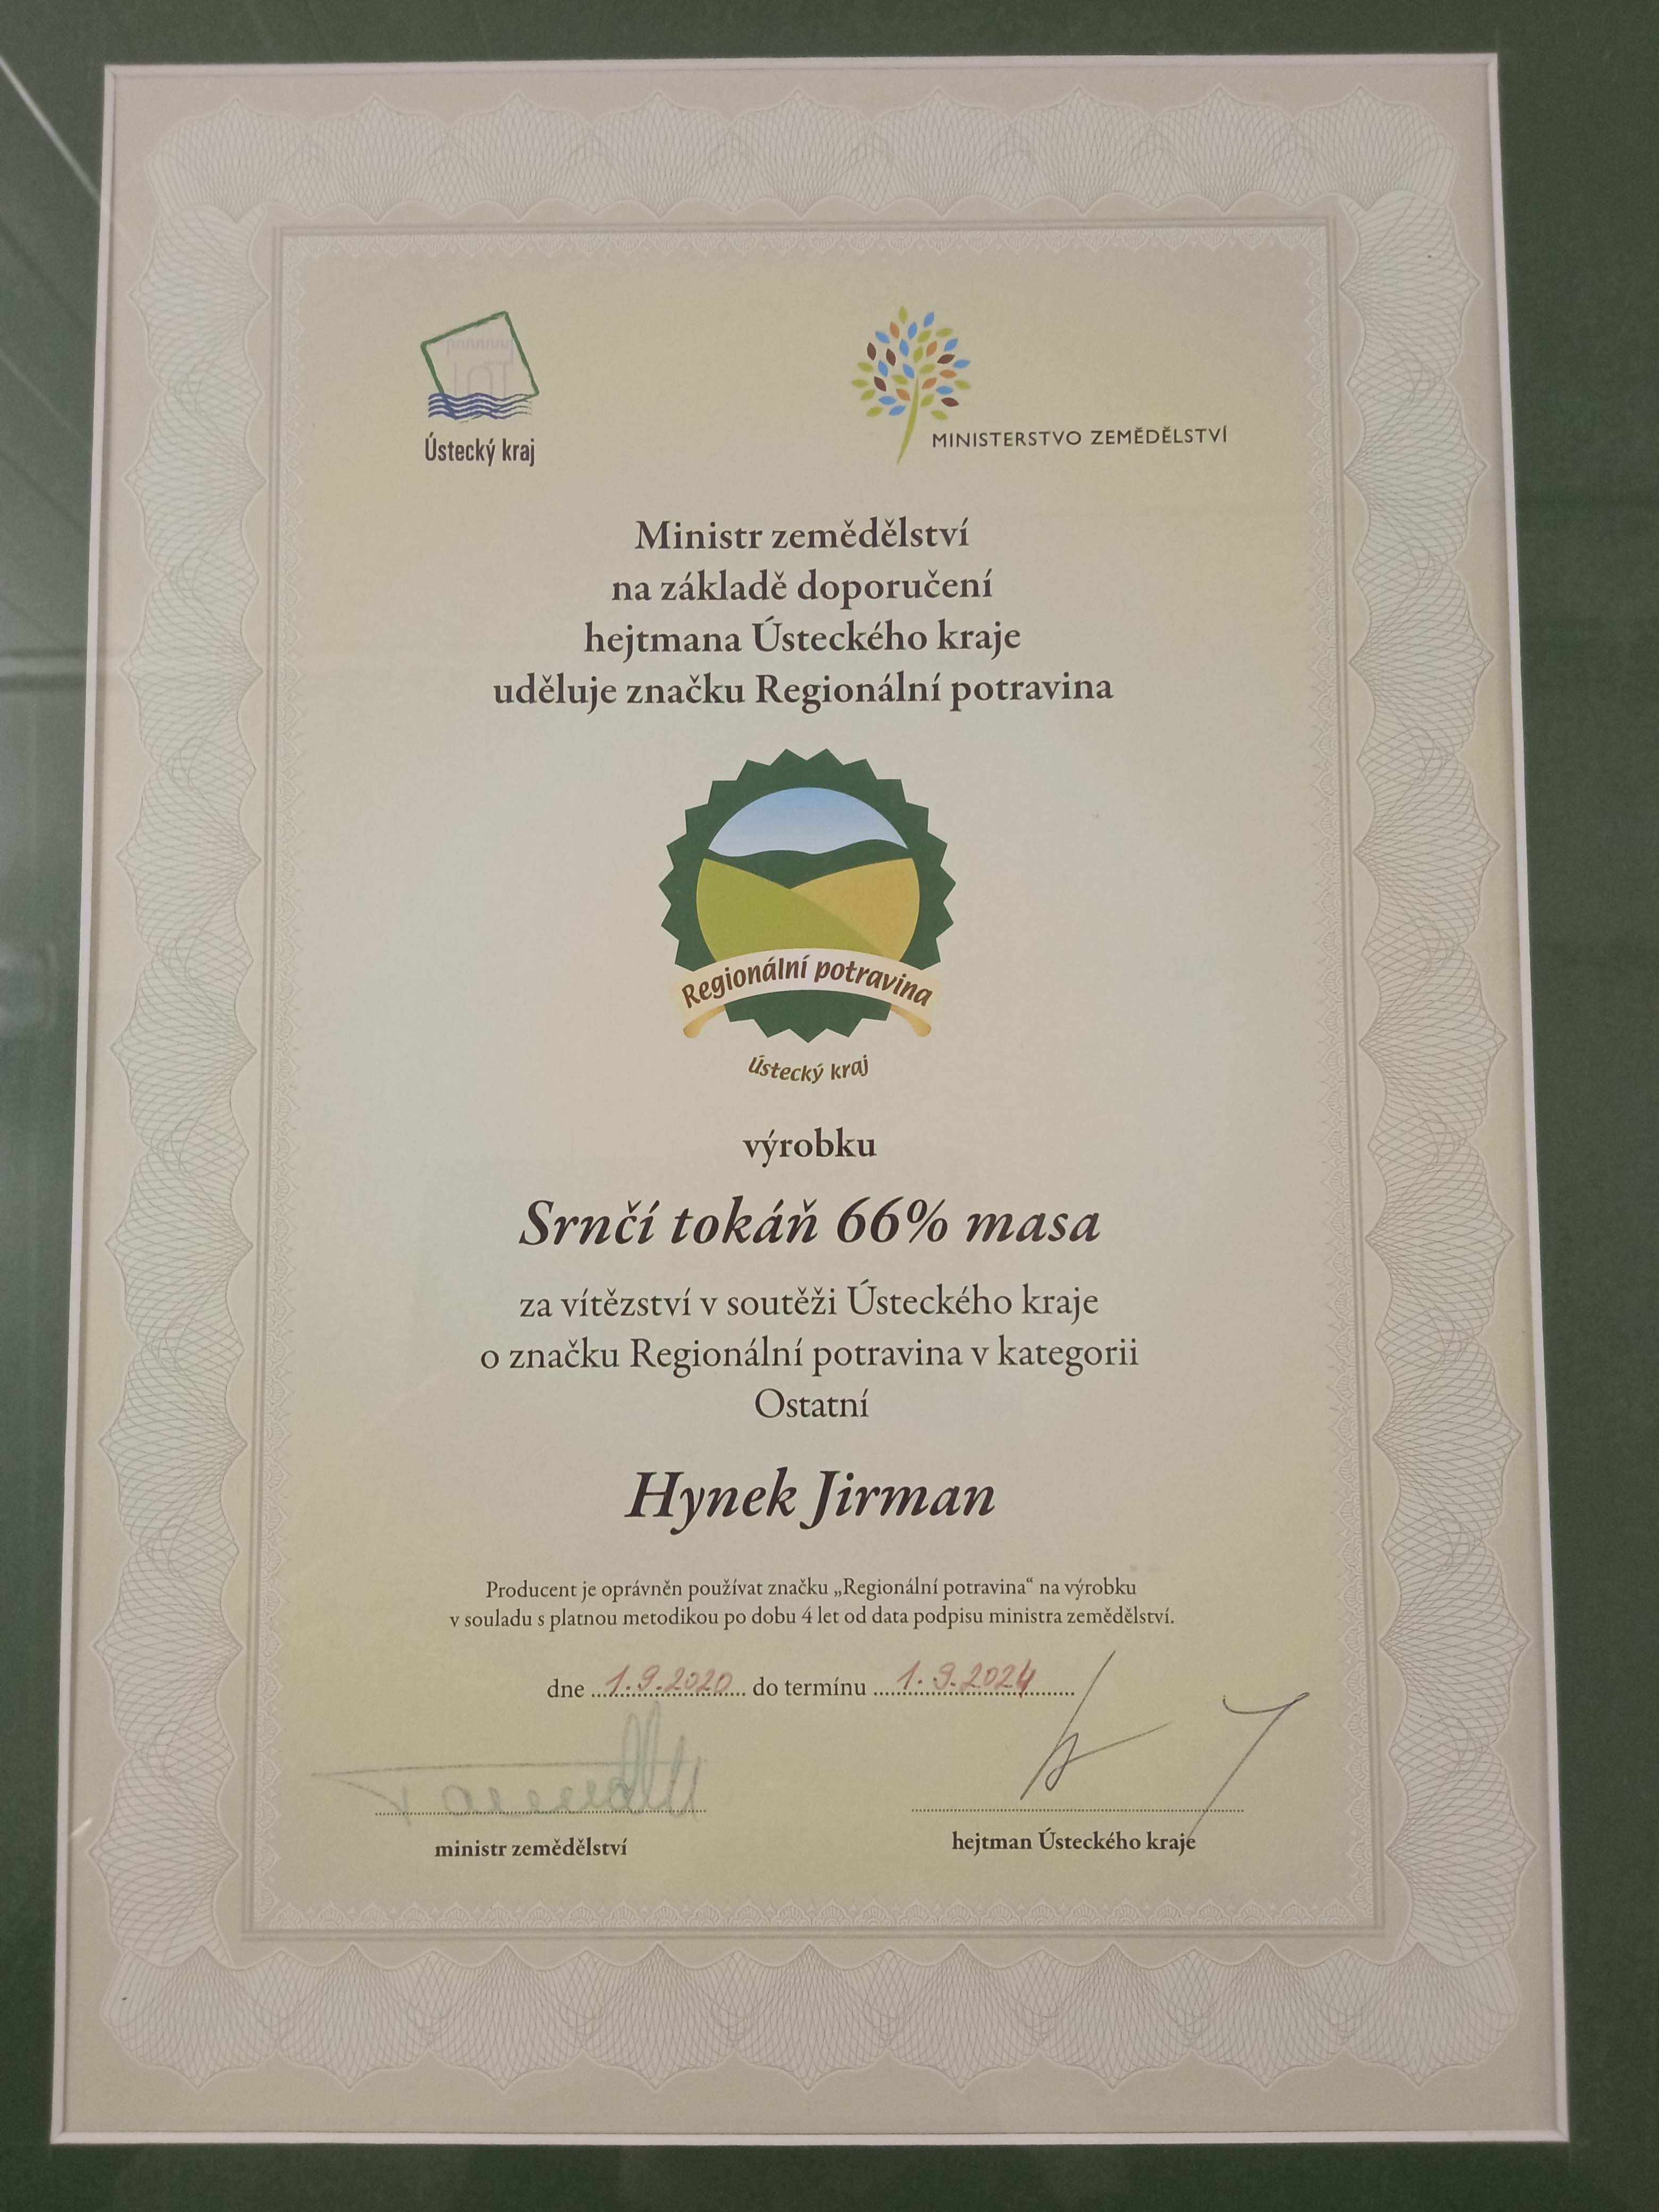 Ústecký kraj
MINISTERSTVO ZEMĚDĚLSTVÍ
Ministr zemědělství
na základě doporučení
hejtmana Ústeckého kraje
uděluje značku Regionální potravina
Regionální potravina
Ústecký kraj
výrobku
Srnčí tokáň 66% masa
za vítězství v soutěži Ústeckého kraje
o značku Regionální potravina v kategorii
Ostatní
Hynek Jirman
Producent je oprávněn používat značku „Regionální potravina“ na výrobku
v souladu s platnou metodikou po dobu 4 let od data podpisu ministra zemědělství.
dne 1.9.2020 do termínu 1.9.2024
ministr zemědělství
hejtman Ústeckého kraje